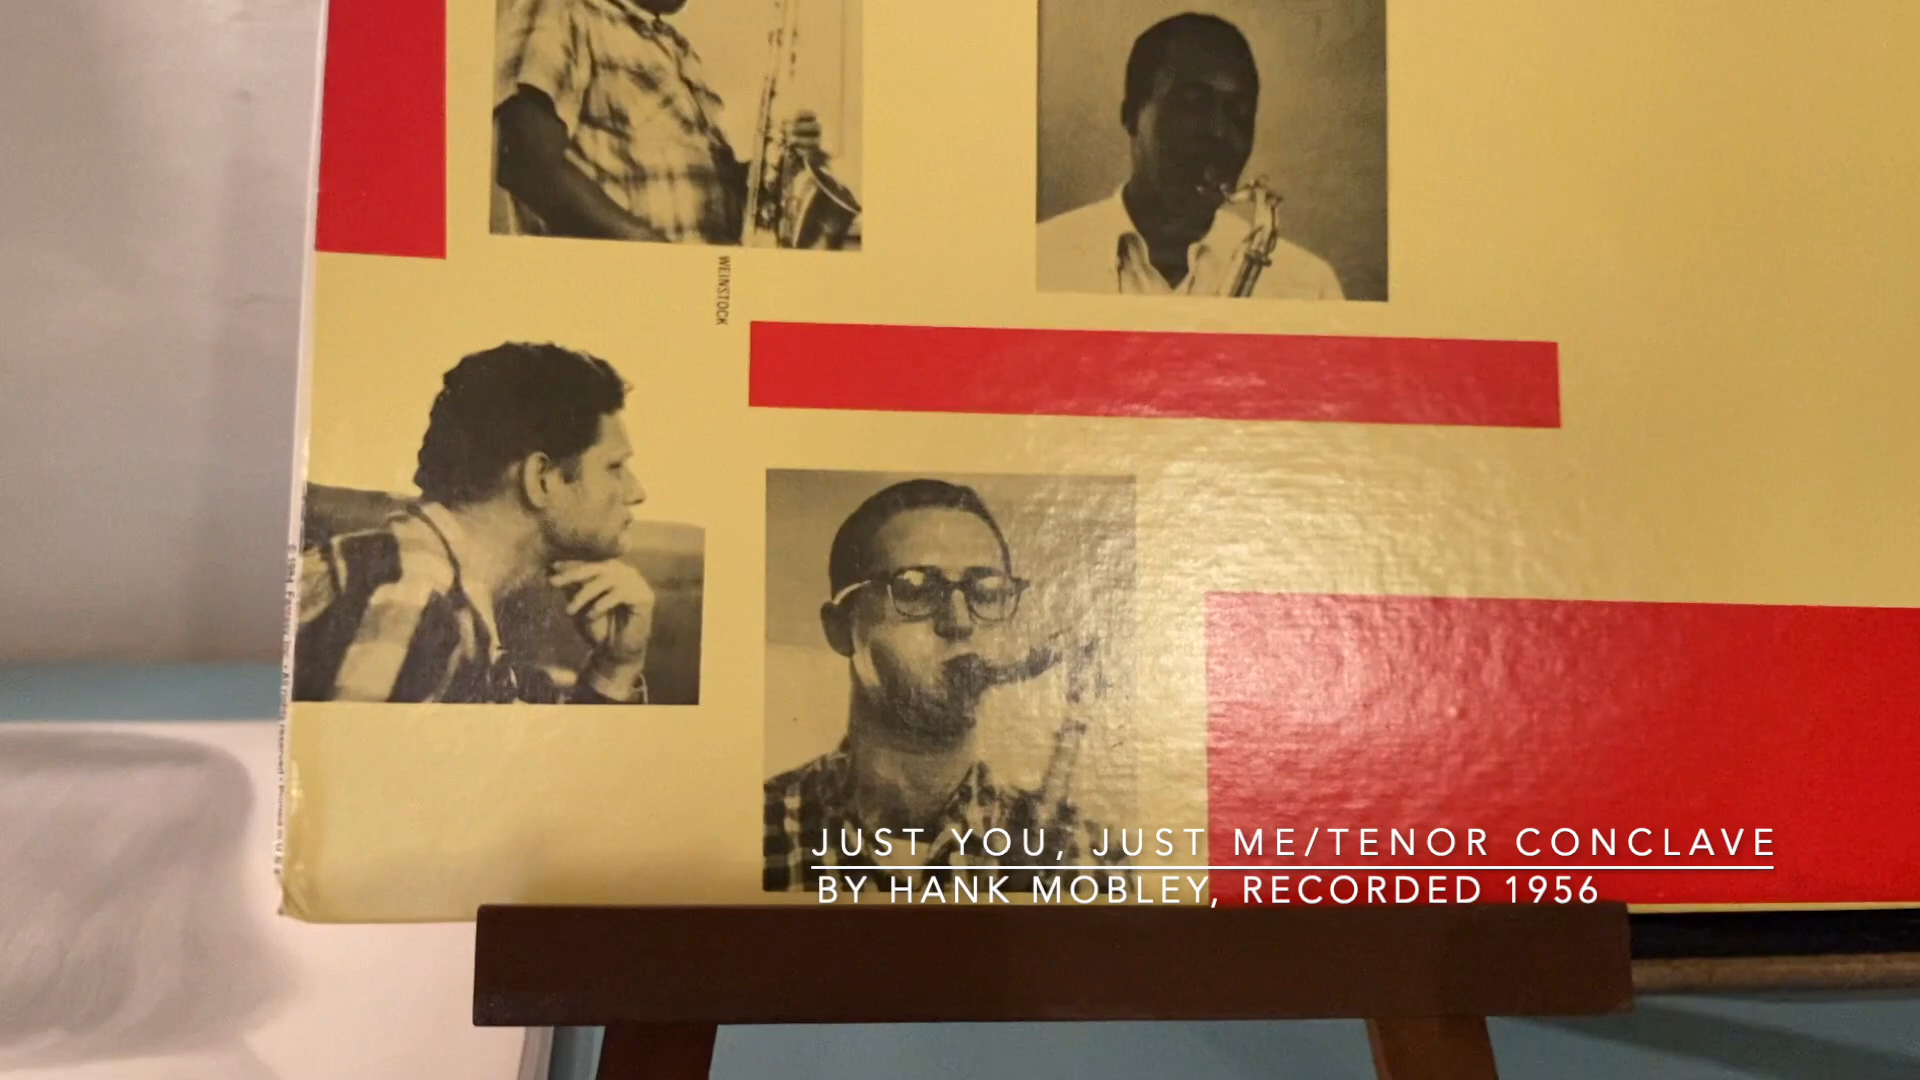 WEINSTOCK
JUST YOU, JUST ME/TENOR CONCLAVE
BY HANK MOBLEY, RECORDED 1956